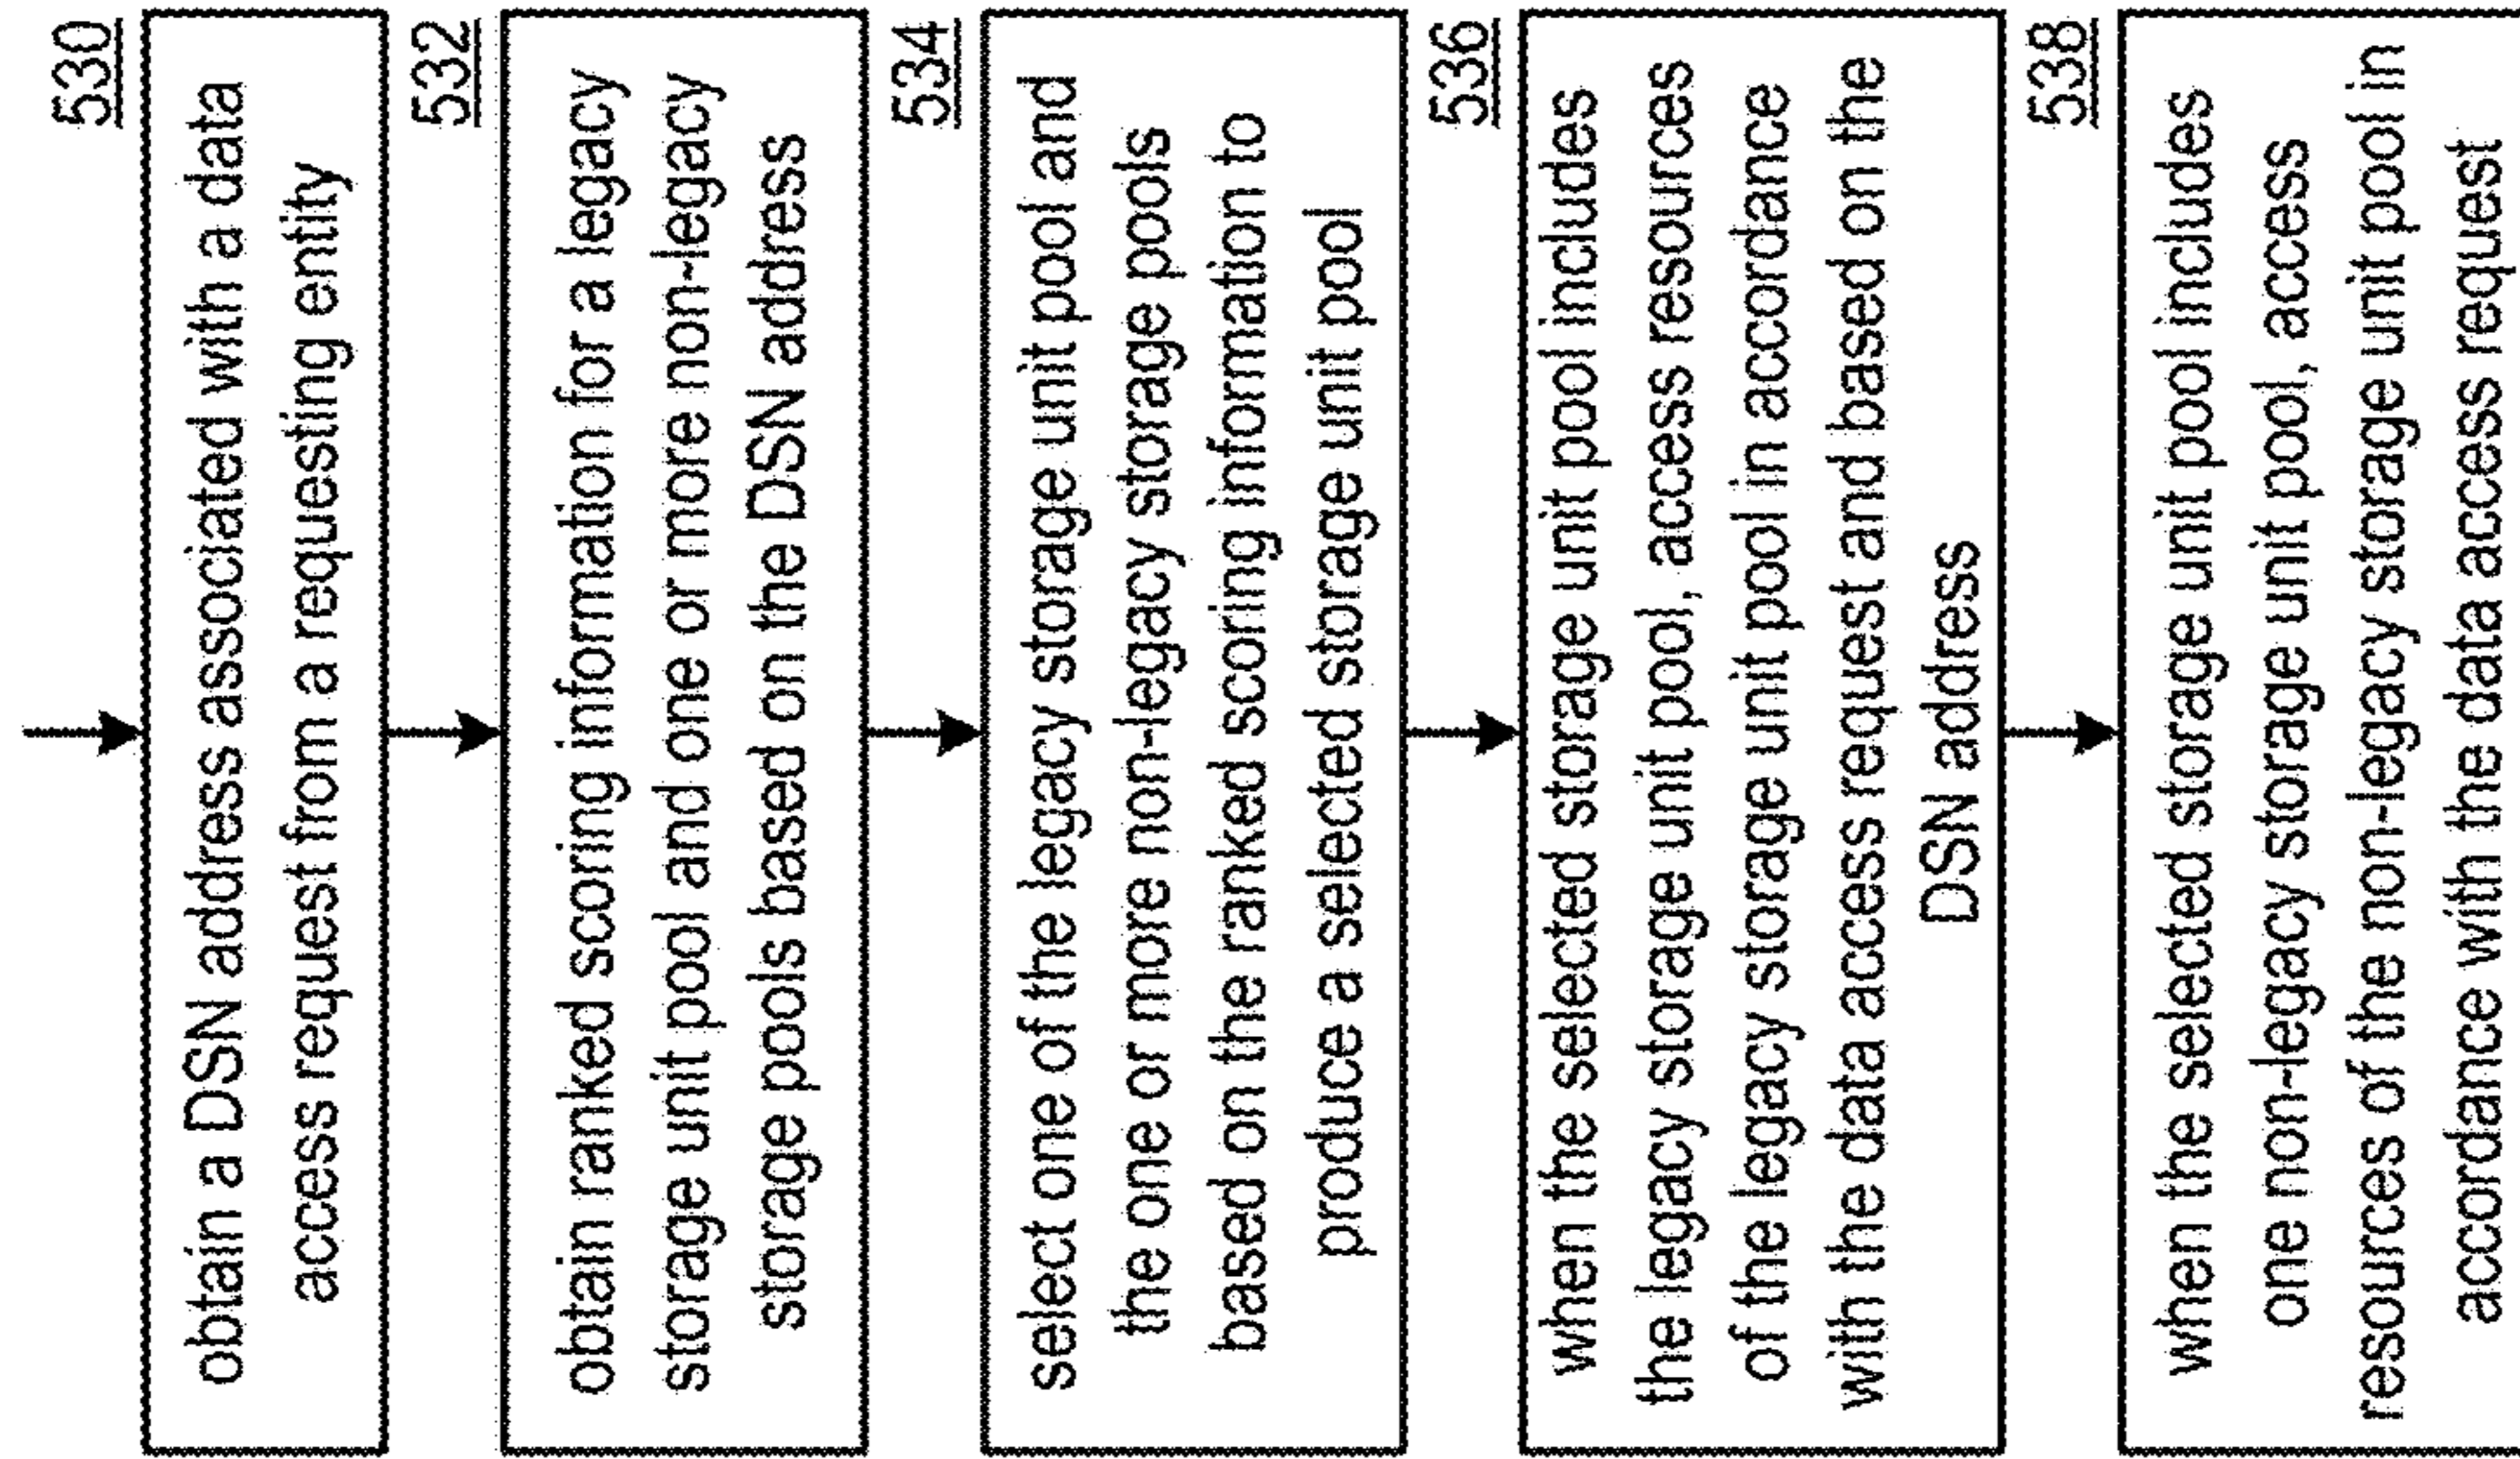 530
obtain a DSN address associated with a data
access request from a requesting entity
532
obtain ranked scoring information for a legacy
storage unit pool and one or more non-legacy
storage pools based on the DSN address
534
select one of the legacy storage unit pool and
the one or more non-legacy storage pools
based on the ranked scoring information to
produce a selected storage unit pool
536
when the selected storage unit pool includes
the legacy storage unit pool, access resources
of the legacy storage unit pool in accordance
with the data access request and based on the
DSN address
538
when the selected storage unit pool includes
one non-legacy storage unit pool, access
resources of the non-legacy storage unit pool in
accordance with the data access request